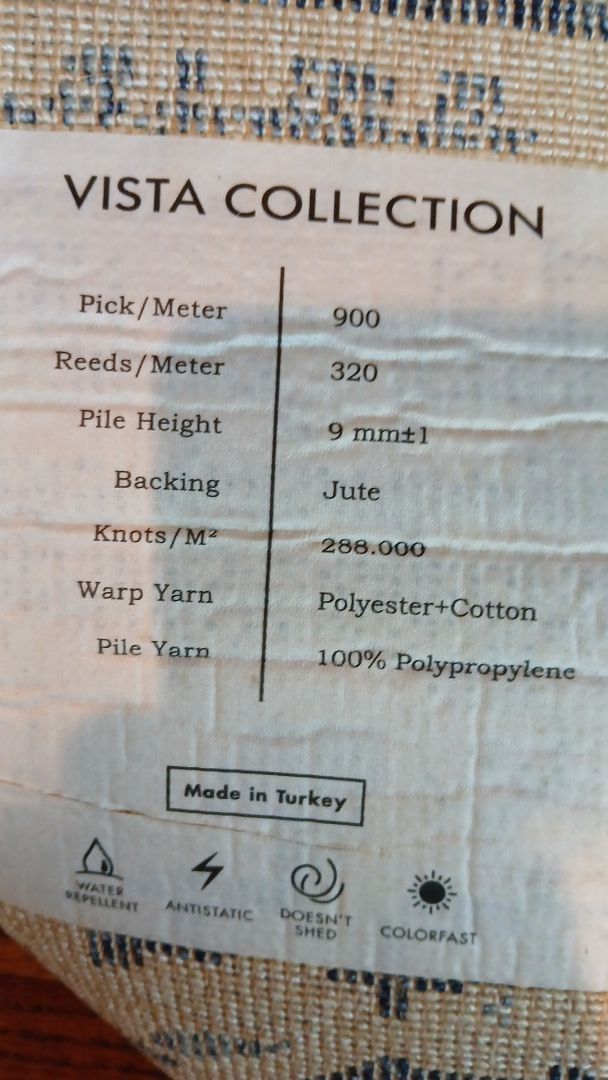 VISTA COLLECTION
Pick/Meter 900
Reeds/Meter 320
Pile Height 9 mm±1
Backing Jute
Knots/M² 288.000
Warp Yarn Polyester+Cotton
Pile Yarn 100% Polypropylene
Made in Turkey
WATER REPELLENT
ANTISTATIC
DOESN'T SHED
COLORFAST